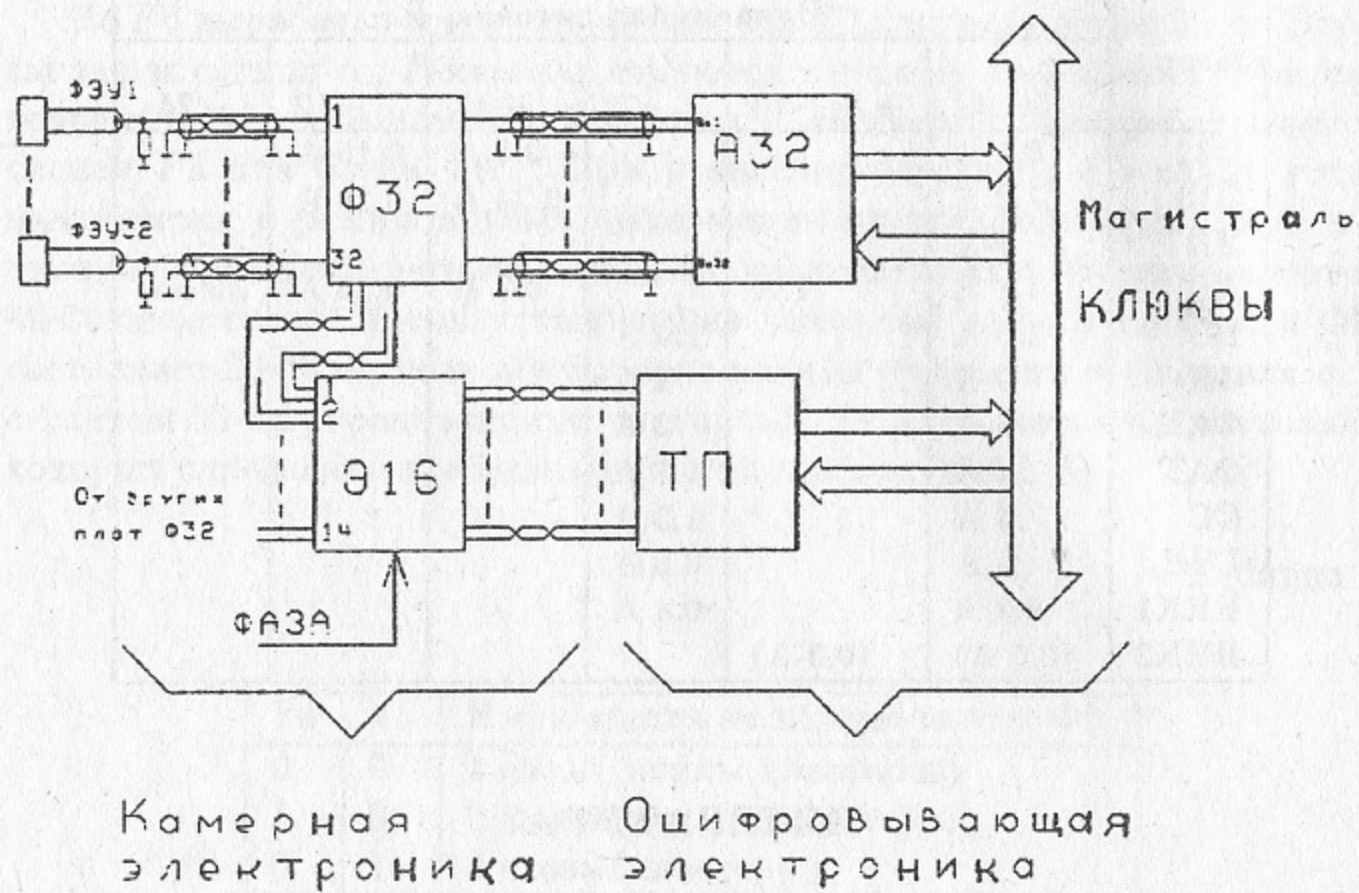 ФЭУ1
1
А32
Ф32
ФЭУ32
32
Магистраль
КЛЮКВЫ
2
Э16
ТП
От других
плат Ф32
14
ФАЗА
Камерная
электроника
Оцифровывающая
электроника